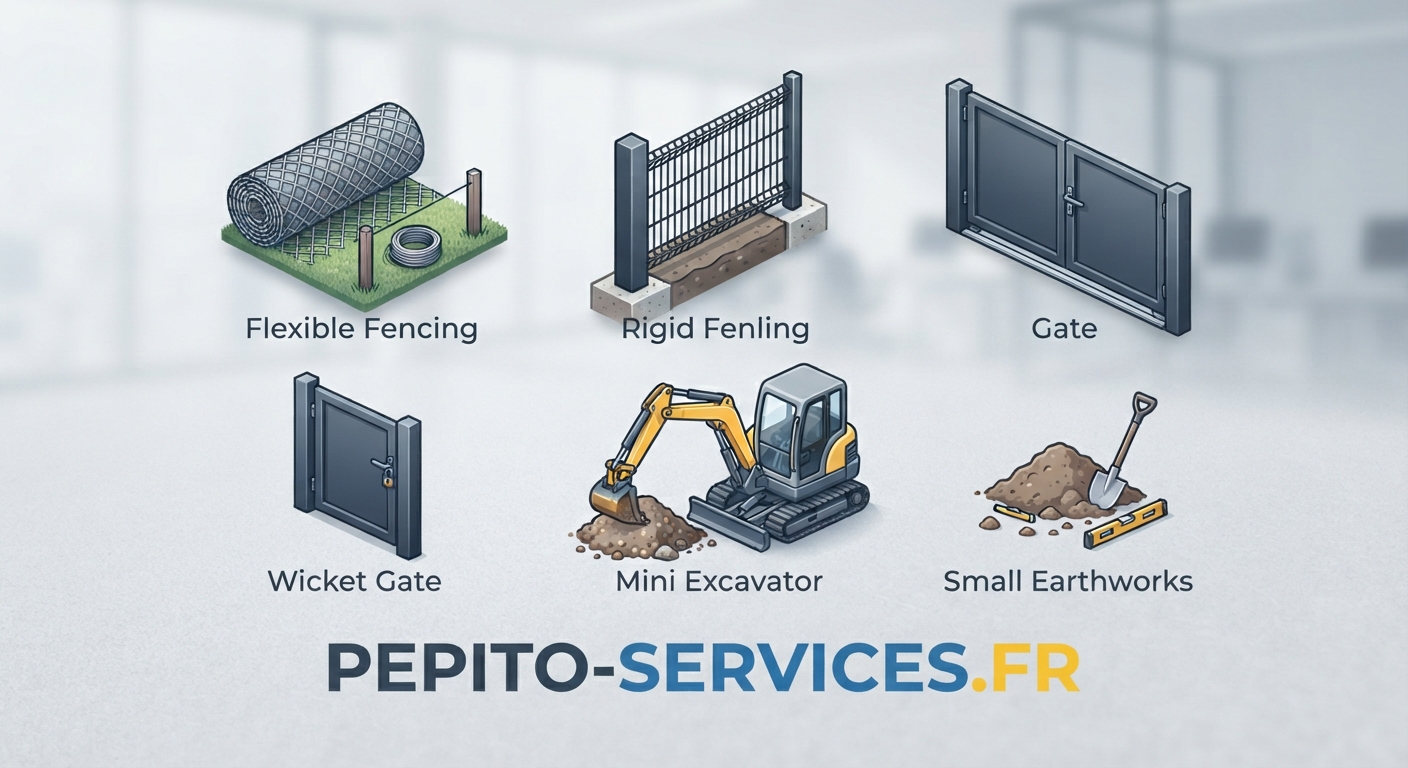 Flexible Fencing
Rigid Fenling
Gate
Wicket Gate
Mini Excavator
Small Earthworks
PEPITO-SERVICES.FR